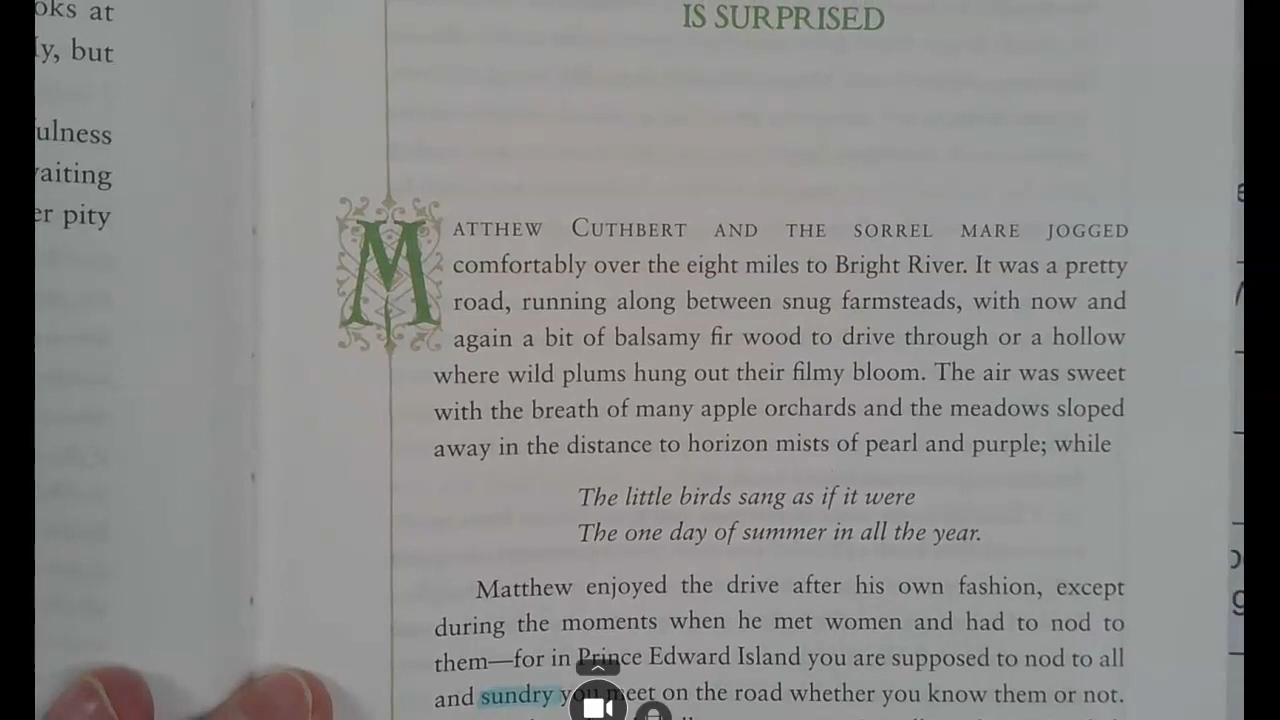 oks at
ly, but
ulness
aiting
er pity
IS SURPRISED
MATTHEW CUTHBERT AND THE SORREL MARE JOGGED
comfortably over the eight miles to Bright River. It was a pretty
road, running along between snug farmsteads, with now and
again a bit of balsamy fir wood to drive through or a hollow
where wild plums hung out their filmy bloom. The air was sweet
with the breath of many apple orchards and the meadows sloped
away in the distance to horizon mists of pearl and purple; while
The little birds sang as if it were
The one day of summer in all the year.
Matthew enjoyed the drive after his own fashion, except
during the moments when he met women and had to nod to
them—for in Prince Edward Island you are supposed to nod to all
and sundry you meet on the road whether you know them or not.